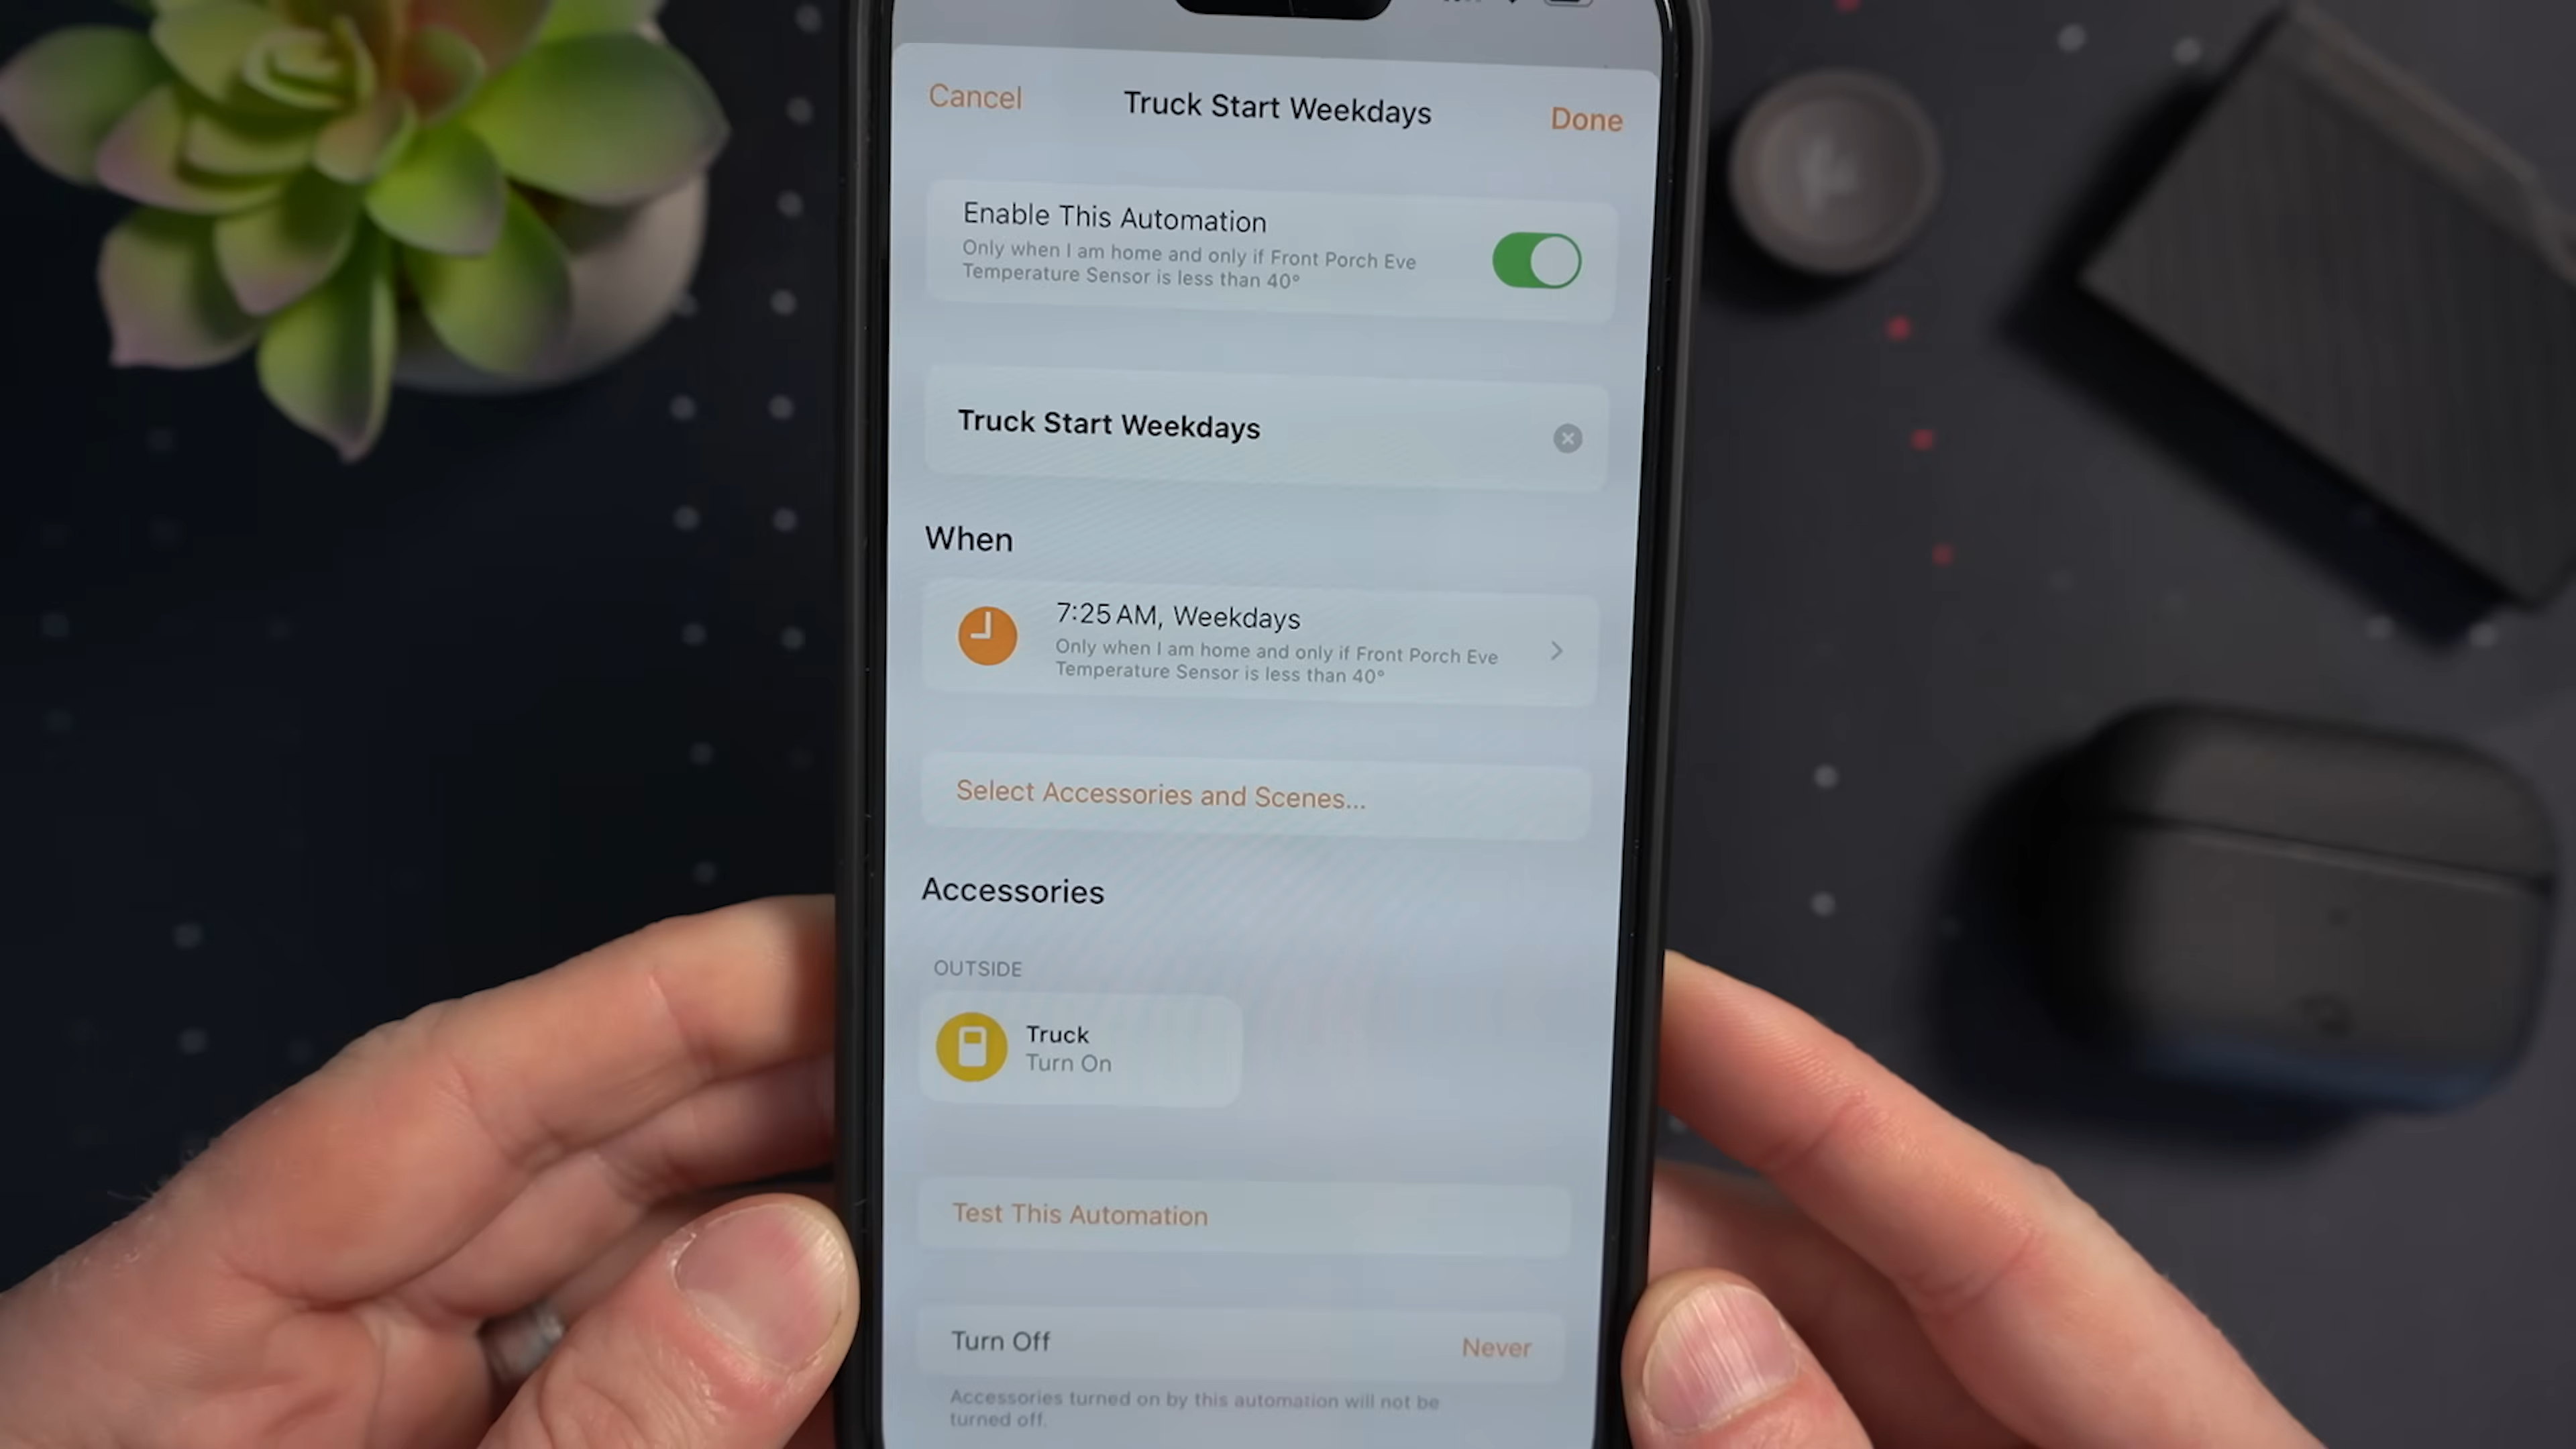 Cancel
Truck Start Weekdays
Done
Enable This Automation
Only when I am home and only if Front Porch Eve
Temperature Sensor is less than 40°
Truck Start Weekdays
When
7:25 AM, Weekdays
Only when I am home and only if Front Porch Eve
Temperature Sensor is less than 40°
Select Accessories and Scenes...
Accessories
OUTSIDE
Truck
Turn On
Test This Automation
Turn Off
Never
Accessories turned on by this automation will not be
turned off.